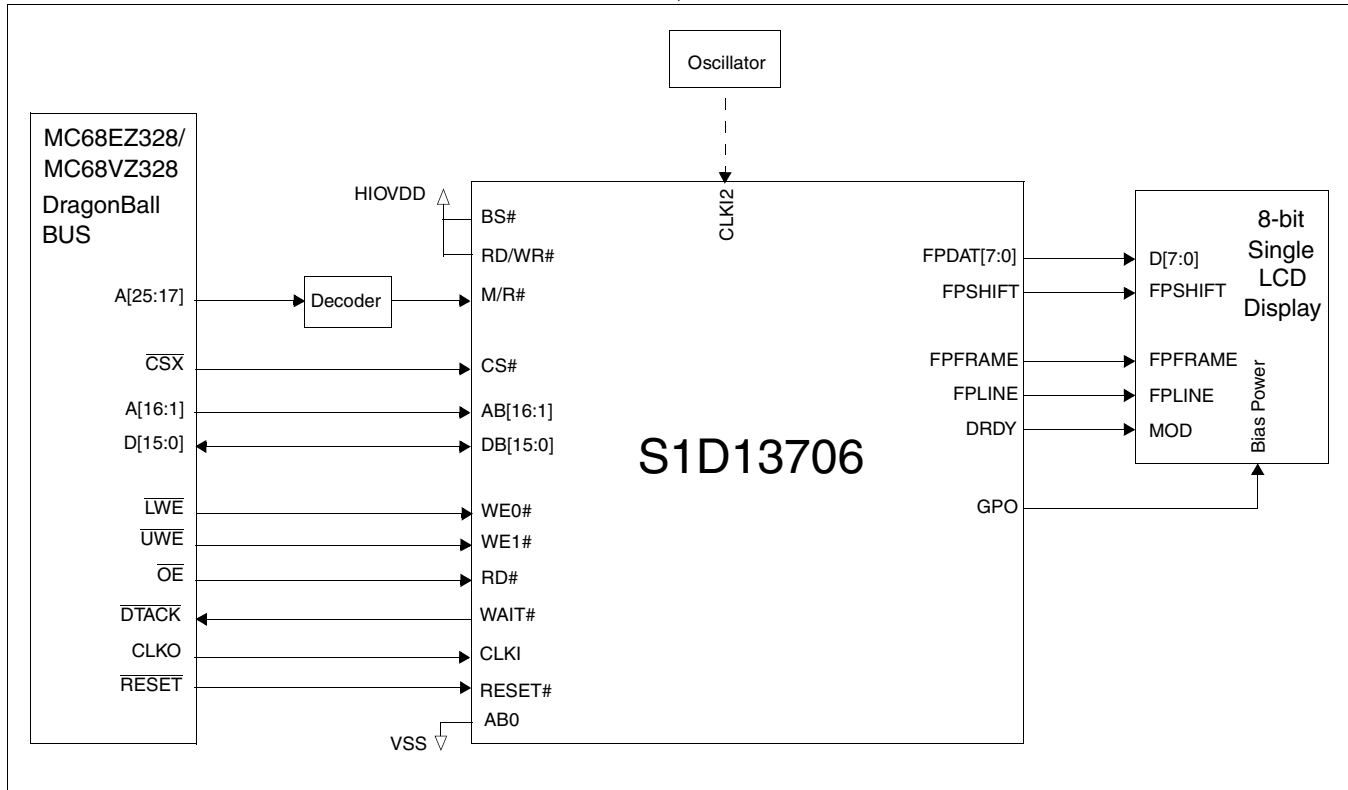 Oscillator
MC68EZ328/
MC68VZ328
DragonBall
BUS
A[25:17]
CSX
A[16:1]
D[15:0]
LWE
UWE
OE
DTACK
CLKO
RESET
HIOVDD
Decoder
VSS
CLKI2
BS#
RD/WR#
M/R#
CS#
AB[16:1]
DB[15:0]
WE0#
WE1#
RD#
WAIT#
CLKI
RESET#
AB0
S1D13706
FPDAT[7:0]
FPSHIFT
FPFRAME
FPLINE
DRDY
GPO
8-bit
Single
LCD
Display
D[7:0]
FPSHIFT
FPFRAME
FPLINE
MOD
Bias Power